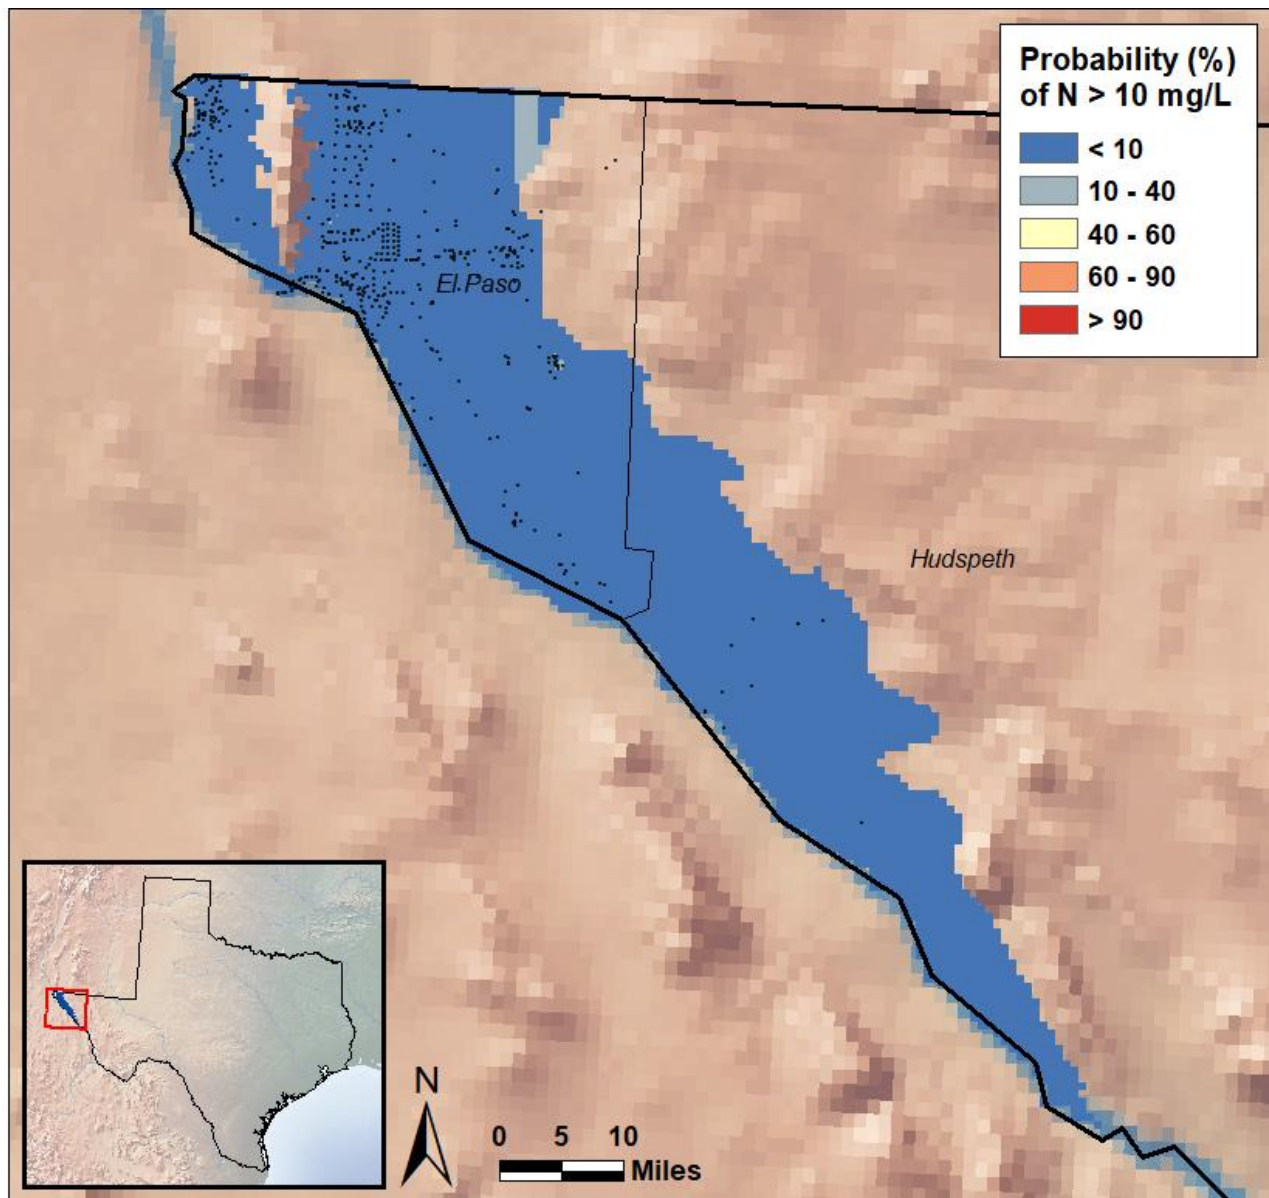 Probability (%)
of N > 10 mg/L
< 10
10 - 40
40 - 60
60 - 90
> 90
El Paso
Hudspeth
N
0 5 10
Miles